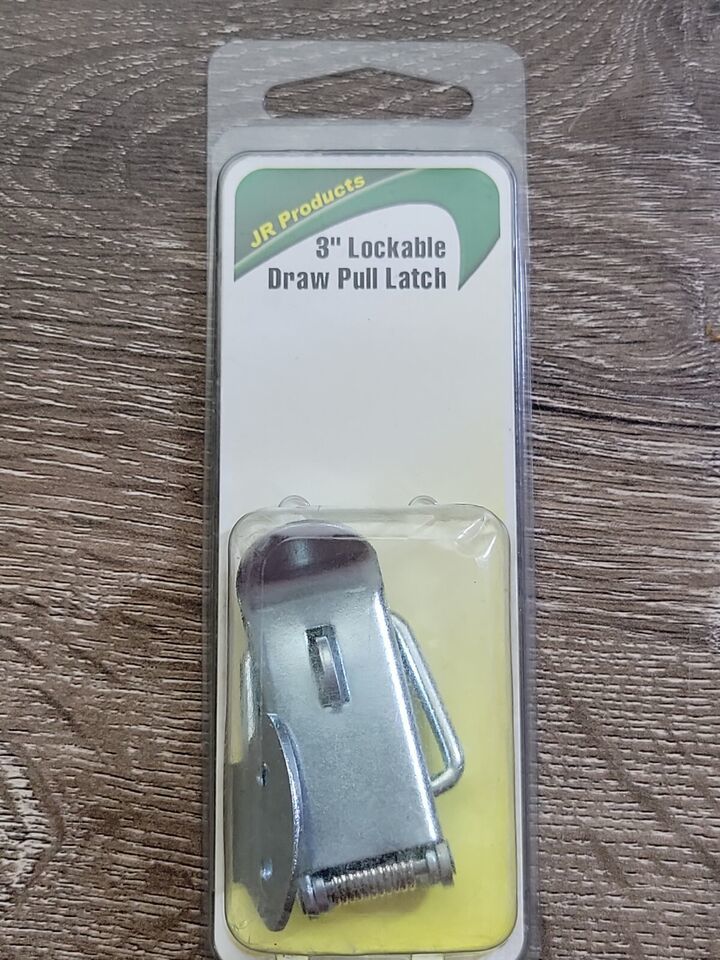 JR Products
3" Lockable
Draw Pull Latch